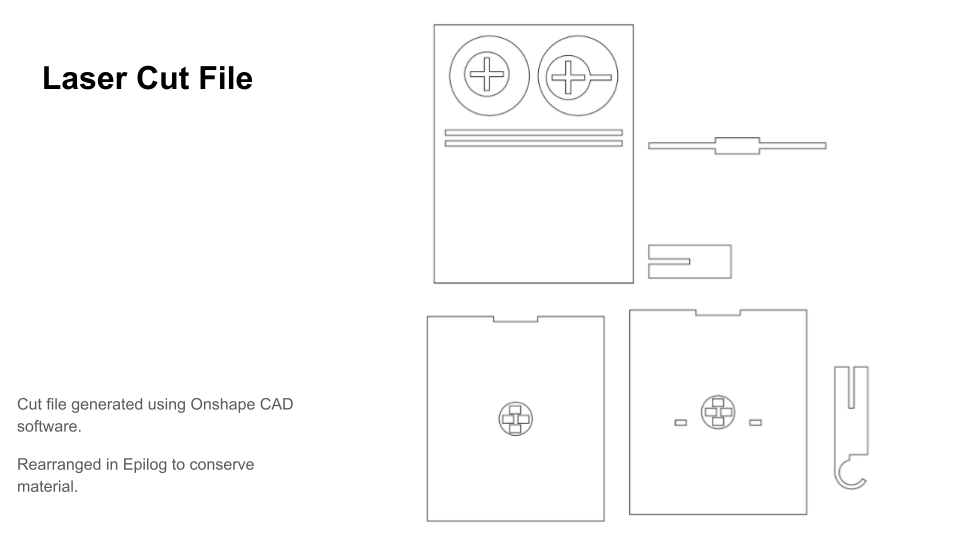 Laser Cut File
Cut file generated using Onshape CAD
software.
Rearranged in Epilog to conserve
material.